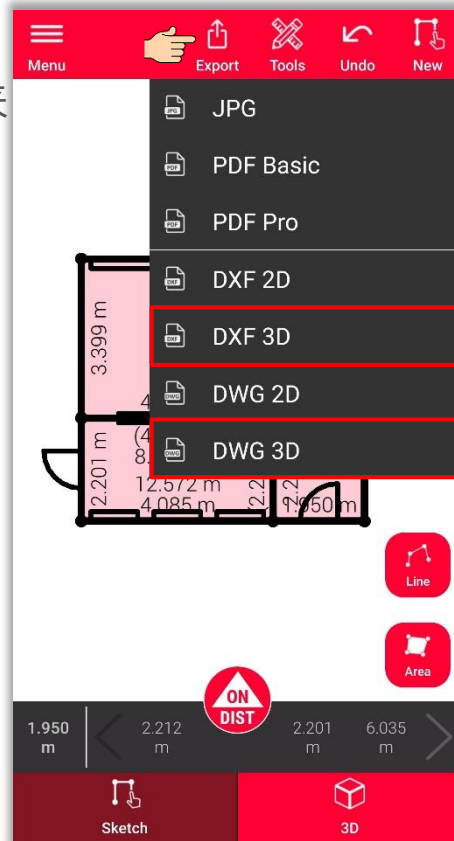 Menu
Export
Tools
Undo
New
JPG
PDF Basic
PDF Pro
DXF 2D
DXF 3D
DWG 2D
DWG 3D
3.399 m
2.201 m
12.572 m
4.085 m
1.950 m
Line
Area
ON
DIST
1.950 m
2.212 m
2.201 m
6.035 m
Sketch
3D